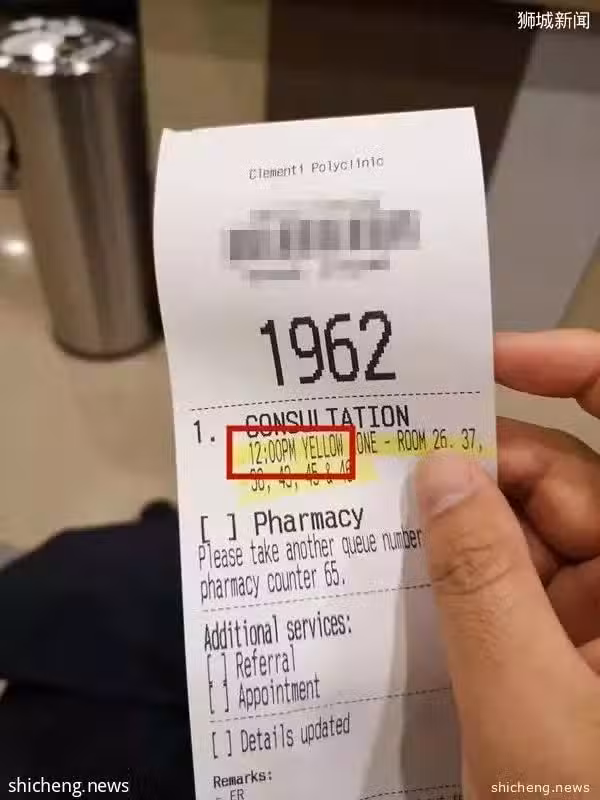 狮城新闻
Clementi Polyclinic
1962
1. CONSULTATION
12:00PM YELLOW ONE - ROOM 26. 37,
38, 43, 45 & 46
[ ] Pharmacy
Please take another queue number
pharmacy counter 65.
Additional services:
[ ] Referral
[ ] Appointment
[ ] Details updated
Remarks:
- ER
shicheng.news
shicheng.news